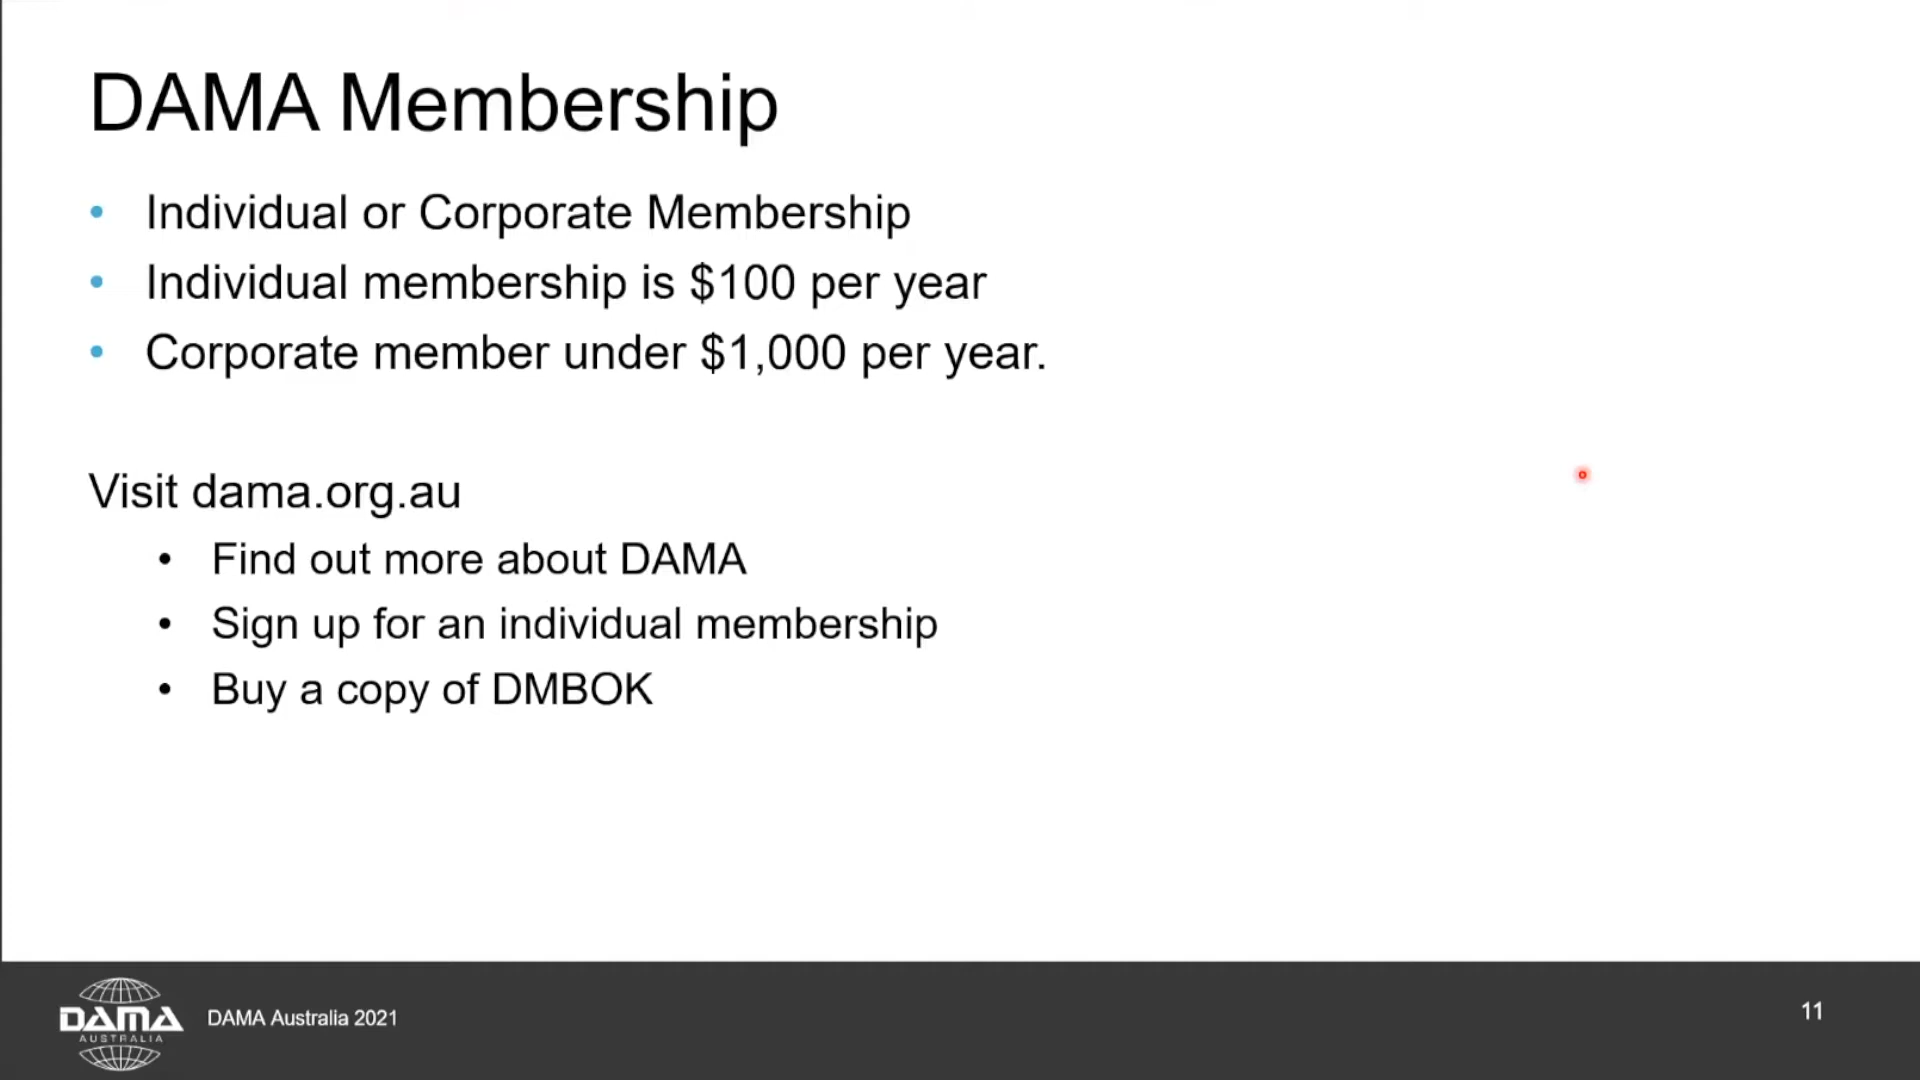 DAMA Membership
• Individual or Corporate Membership
• Individual membership is $100 per year
• Corporate member under $1,000 per year.
Visit dama.org.au
• Find out more about DAMA
• Sign up for an individual membership
• Buy a copy of DMBOK
DAMA
AUSTRALIA
DAMA Australia 2021
11